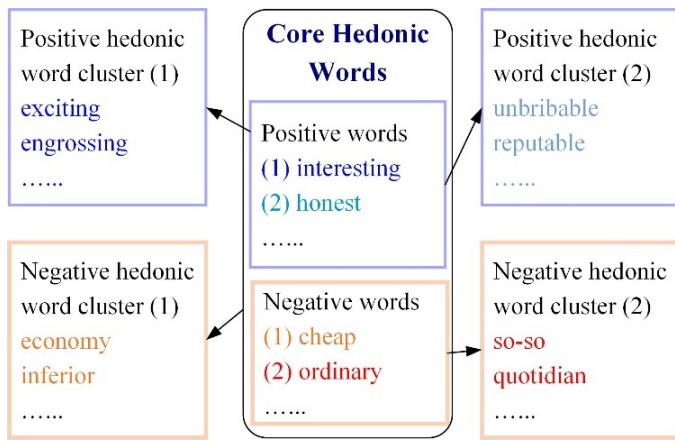 Positive hedonic
word cluster (1)
exciting
engrossing
…...
Core Hedonic
Words
Positive words
(1) interesting
(2) honest
…...
Positive hedonic
word cluster (2)
unbribable
reputable
…...
Negative hedonic
word cluster (1)
economy
inferior
…...
Negative words
(1) cheap
(2) ordinary
…...
Negative hedonic
word cluster (2)
so-so
quotidian
…...